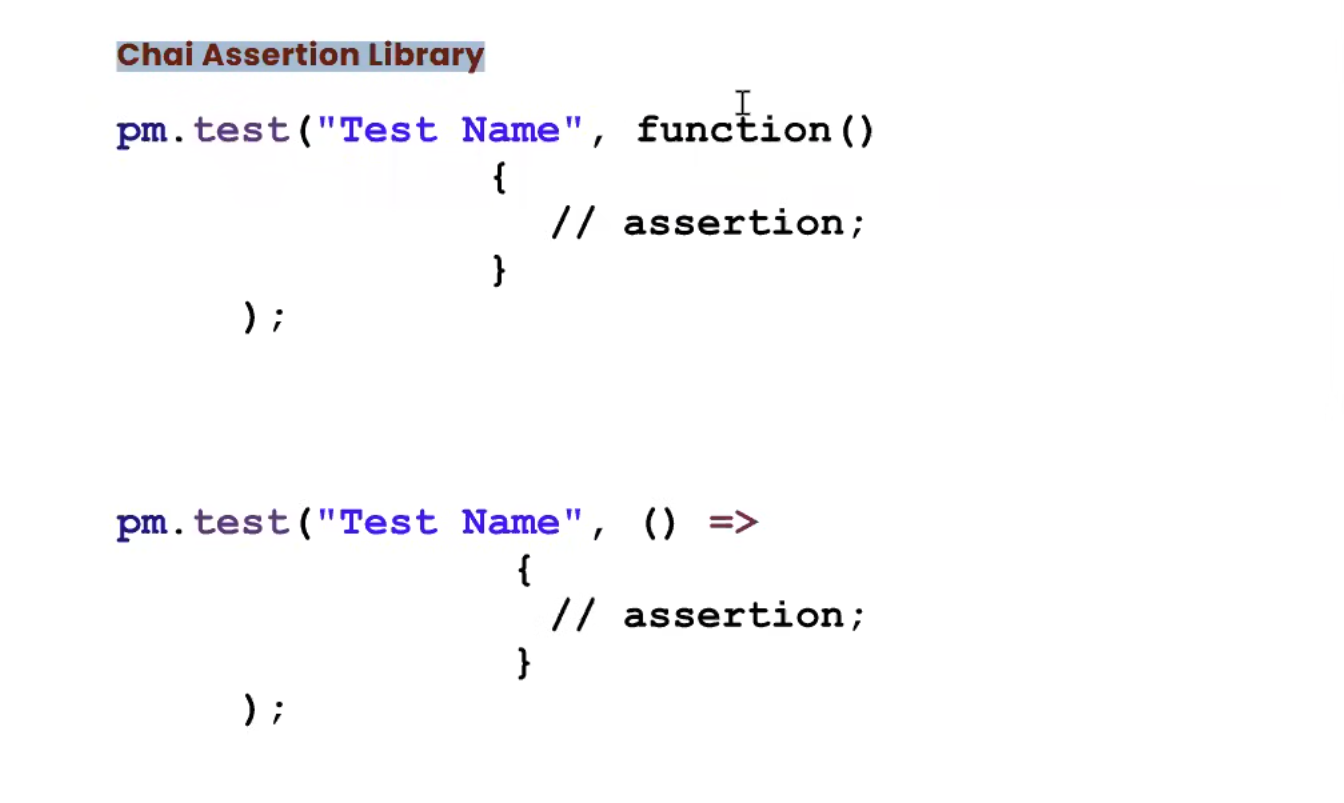 Chai Assertion Library
pm.test("Test Name", function()
{
// assertion;
}
);
pm.test("Test Name", () =>
{
// assertion;
}
);